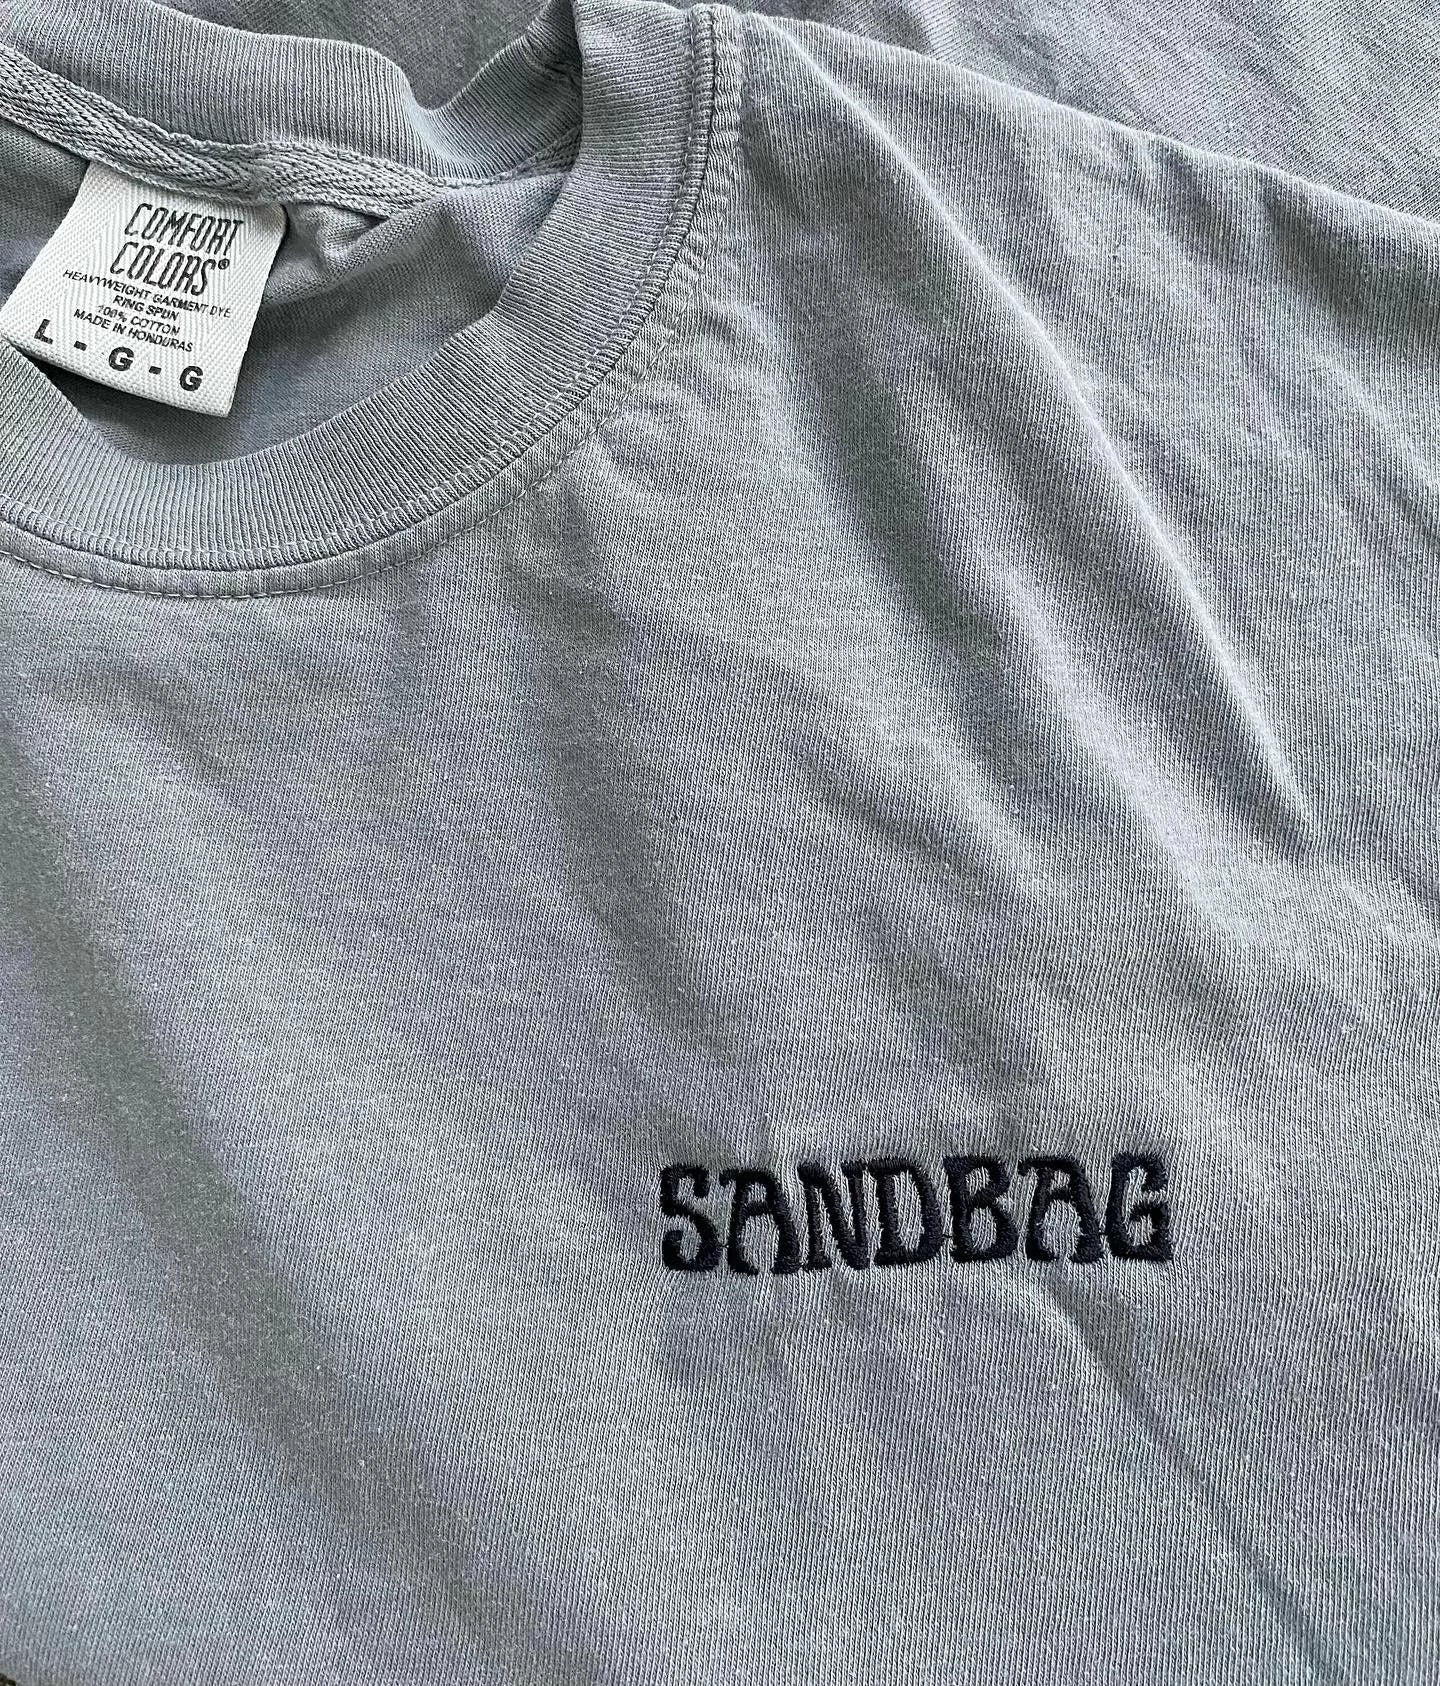 COMFORT
COLORS®
HEAVYWEIGHT GARMENT DYE
RING SPUN
100% COTTON
MADE IN HONDURAS
L - G - G
SANDBAG